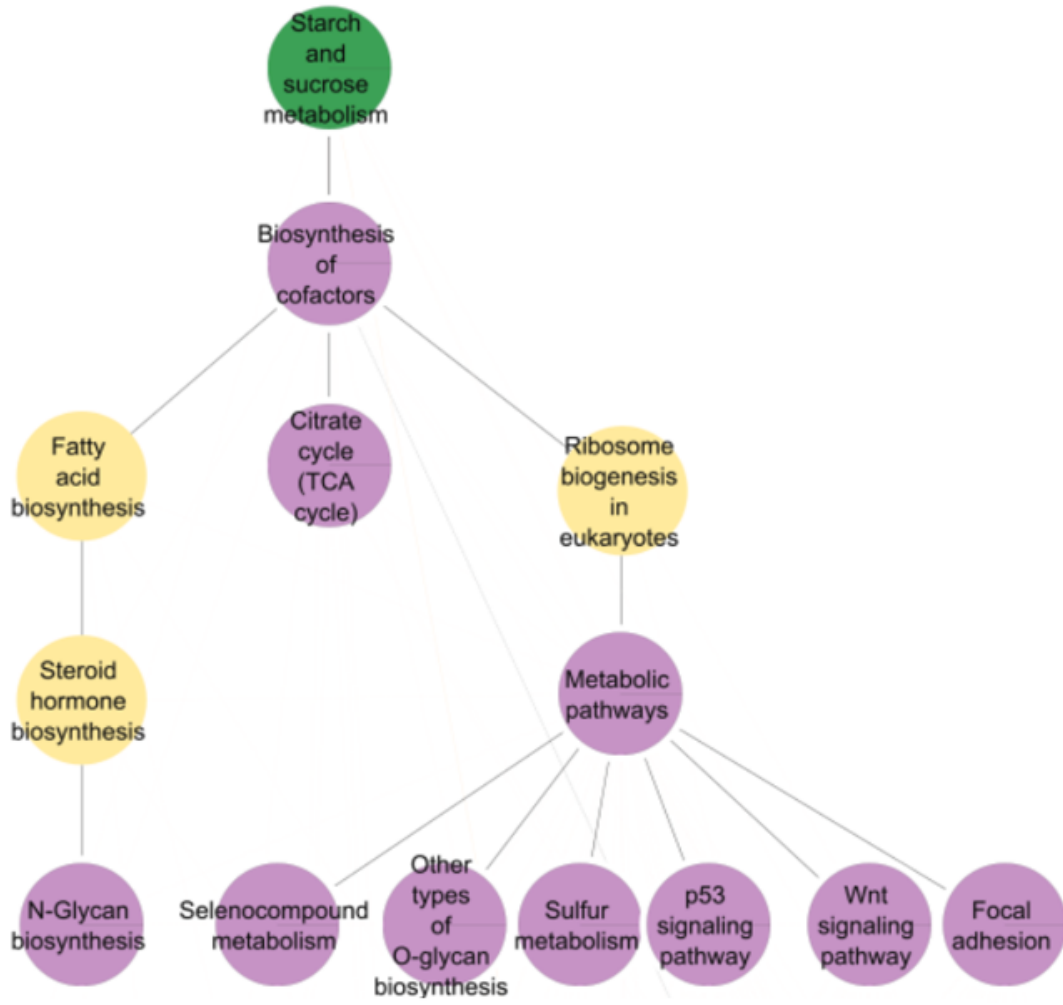 Starch
and
sucrose
metabolism
Biosynthesis
of
cofactors
Fatty
acid
biosynthesis
Citrate
cycle
(TCA
cycle)
Ribosome
biogenesis
in
eukaryotes
Steroid
hormone
biosynthesis
Metabolic
pathways
N-Glycan
biosynthesis
Selenocompound
metabolism
Other
types
of
O-glycan
biosynthesis
Sulfur
metabolism
p53
signaling
pathway
Wnt
signaling
pathway
Focal
adhesion